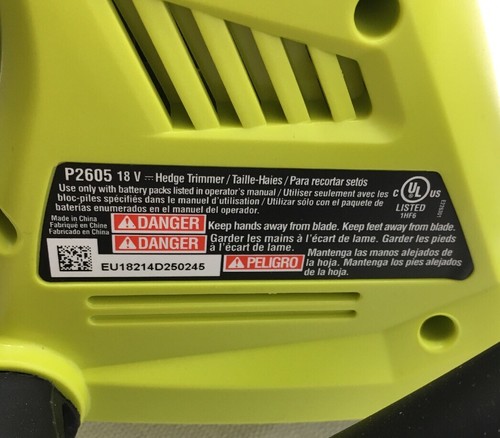 P2605 18 V ⎓ Hedge Trimmer / Taille-Haies / Para recortar setos
Use only with battery packs listed in operator's manual / Utiliser seulement avec les
bloc-piles spécifiés dans le manuel d'utilisation / Utilizar sólo con el paquete de
baterías enumerados en el manual del operador.
C UL US
LISTED
1HF6
Made in China
Fabriqué en Chine
Fabricado en China
DANGER Keep hands away from blade. Keep feet away from blade.
DANGER Garder les mains à l'écart de lame. Garder les pieds
à l'écart de lame.
EU18214D250245
PELIGRO Mantenga las manos alejados de
la hoja. Mantenga los pies alejados
de la hoja.